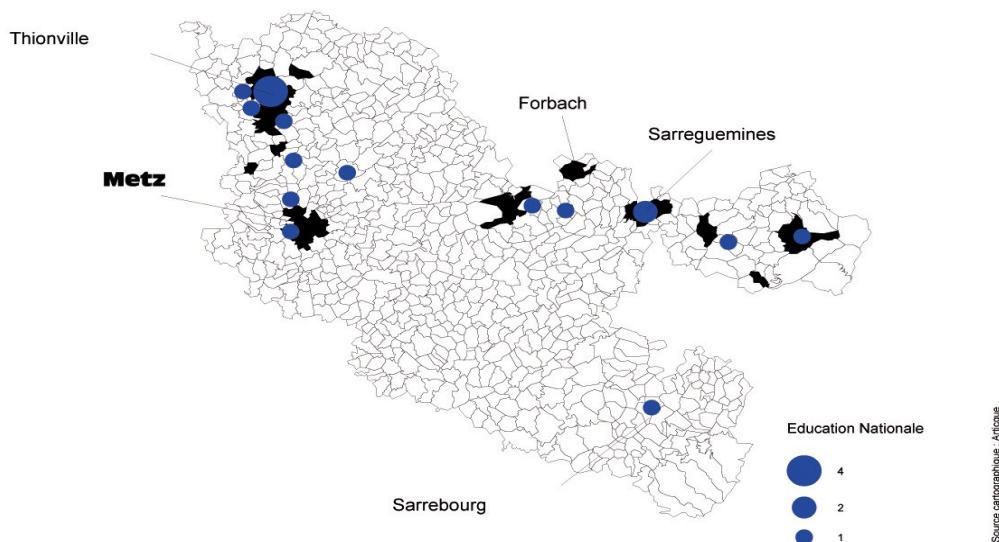 Thionville
Forbach
Sarreguemines
Metz
Sarrebourg
Education Nationale
4
2
1
Source cartographique : Articque